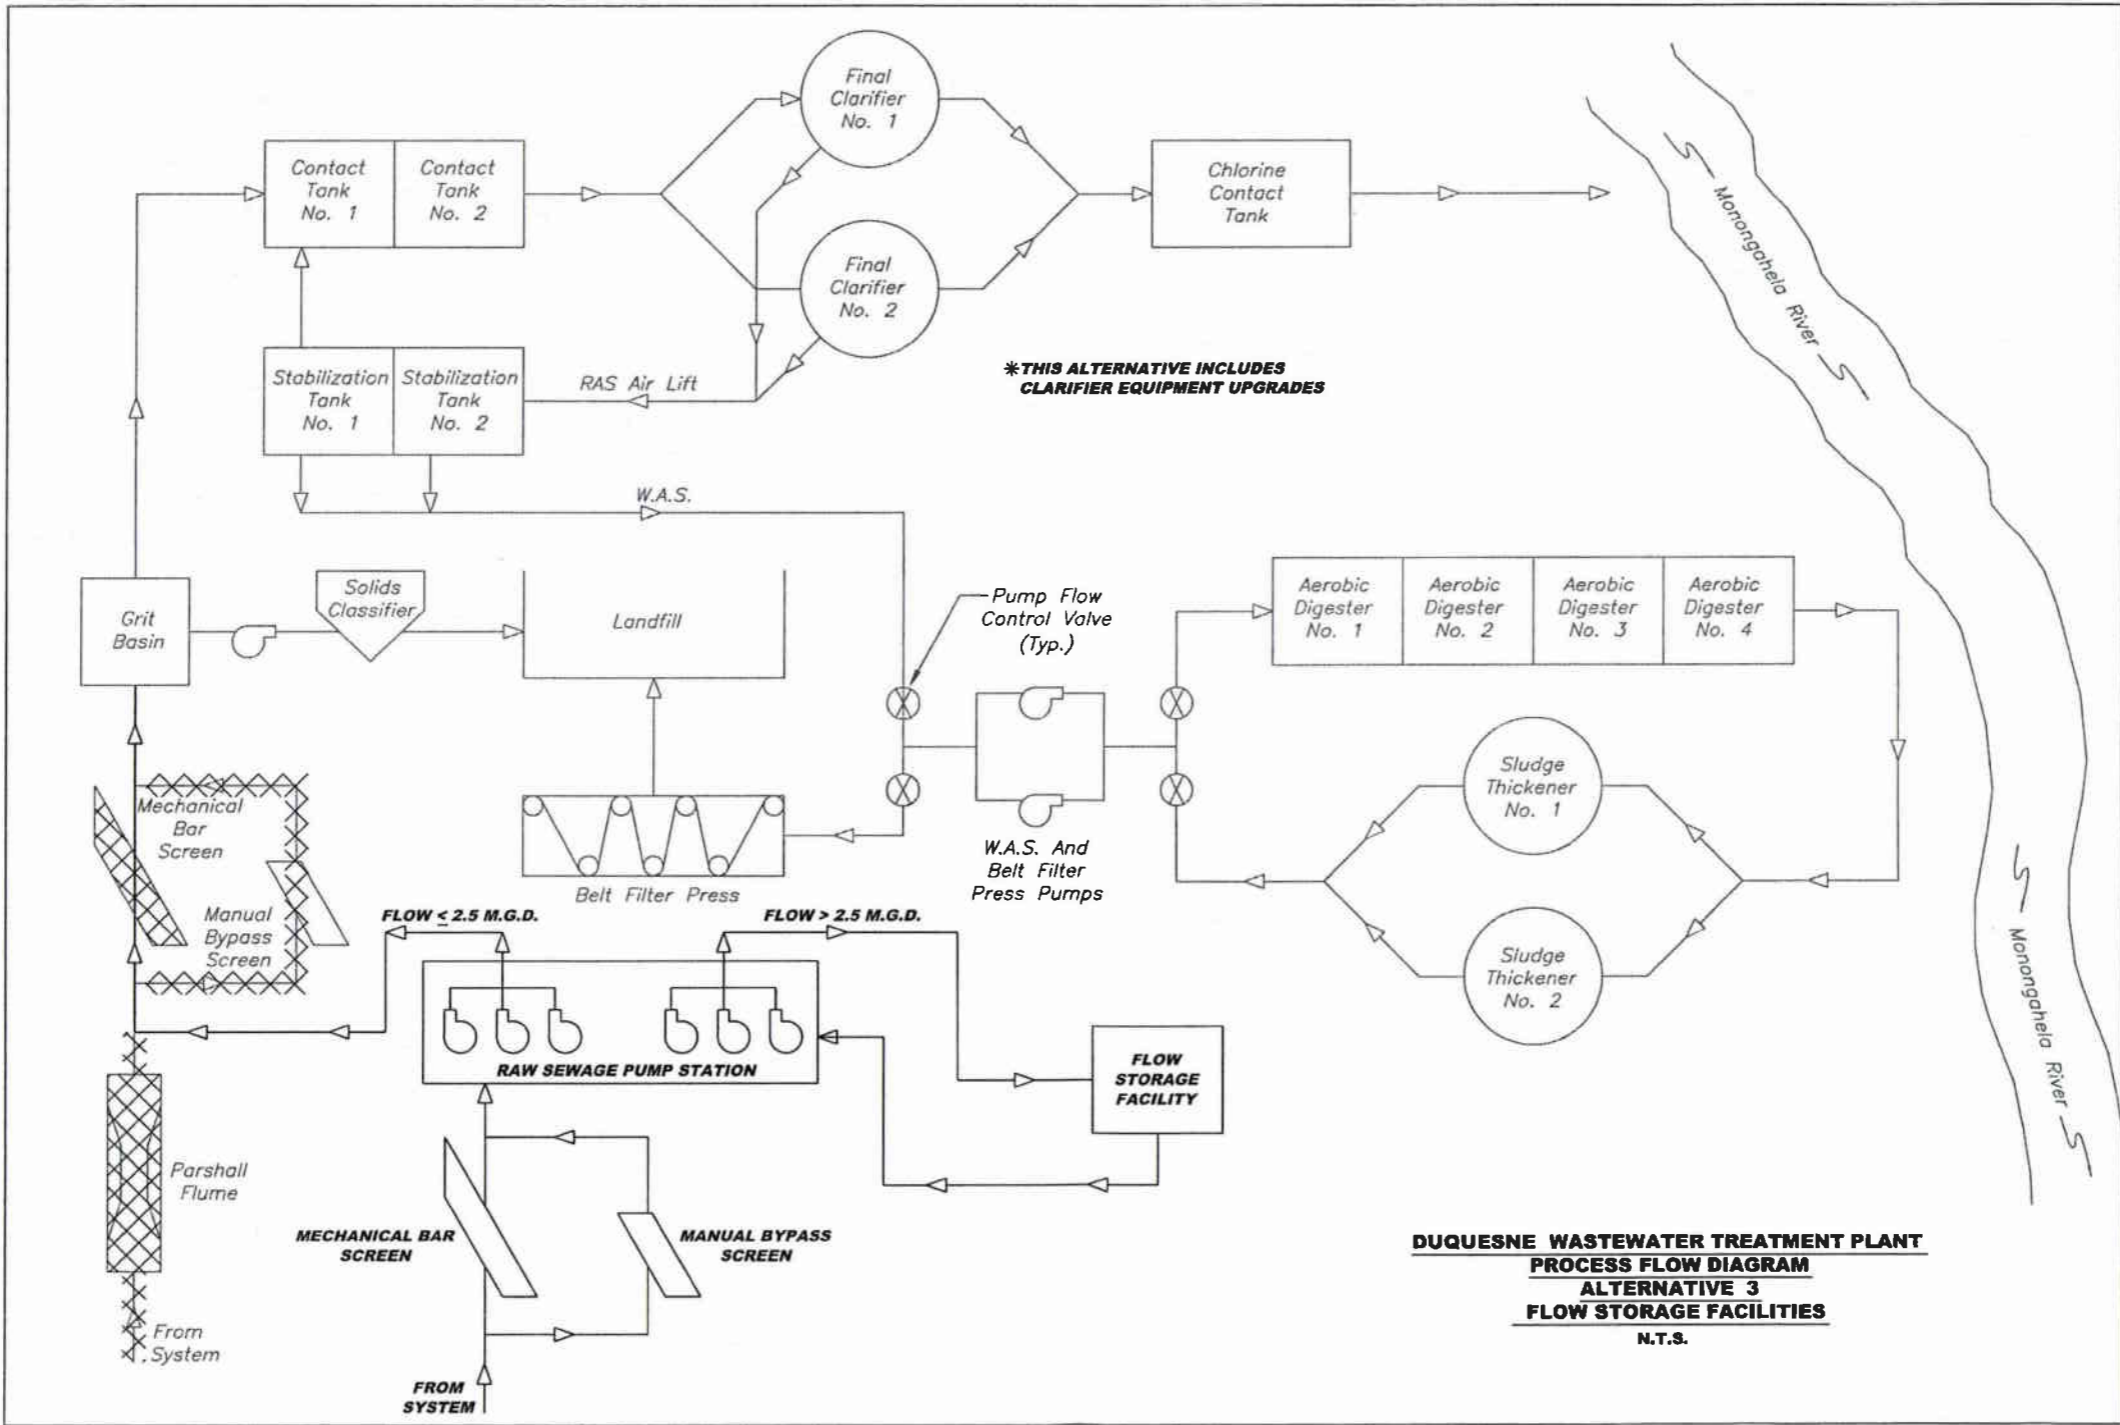 Final
Clarifier
No. 1
Contact
Tank
No. 1
Contact
Tank
No. 2
Chlorine
Contact
Tank
Final
Clarifier
No. 2
Monongahela River
Stabilization
Tank
No. 1
Stabilization
Tank
No. 2
RAS Air Lift
*THIS ALTERNATIVE INCLUDES
CLARIFIER EQUIPMENT UPGRADES
W.A.S.
Grit
Basin
Solids
Classifier
Landfill
Pump Flow
Control Valve
(Typ.)
Aerobic
Digester
No. 1
Aerobic
Digester
No. 2
Aerobic
Digester
No. 3
Aerobic
Digester
No. 4
Mechanical
Bar
Screen
Manual
Bypass
Screen
Belt Filter Press
W.A.S. And
Belt Filter
Press Pumps
Sludge
Thickener
No. 1
Sludge
Thickener
No. 2
Monongahela River
FLOW ≤ 2.5 M.G.D.
FLOW > 2.5 M.G.D.
RAW SEWAGE PUMP STATION
FLOW
STORAGE
FACILITY
Parshall
Flume
From
System
MECHANICAL BAR
SCREEN
MANUAL BYPASS
SCREEN
FROM
SYSTEM
DUQUESNE WASTEWATER TREATMENT PLANT
PROCESS FLOW DIAGRAM
ALTERNATIVE 3
FLOW STORAGE FACILITIES
N.T.S.